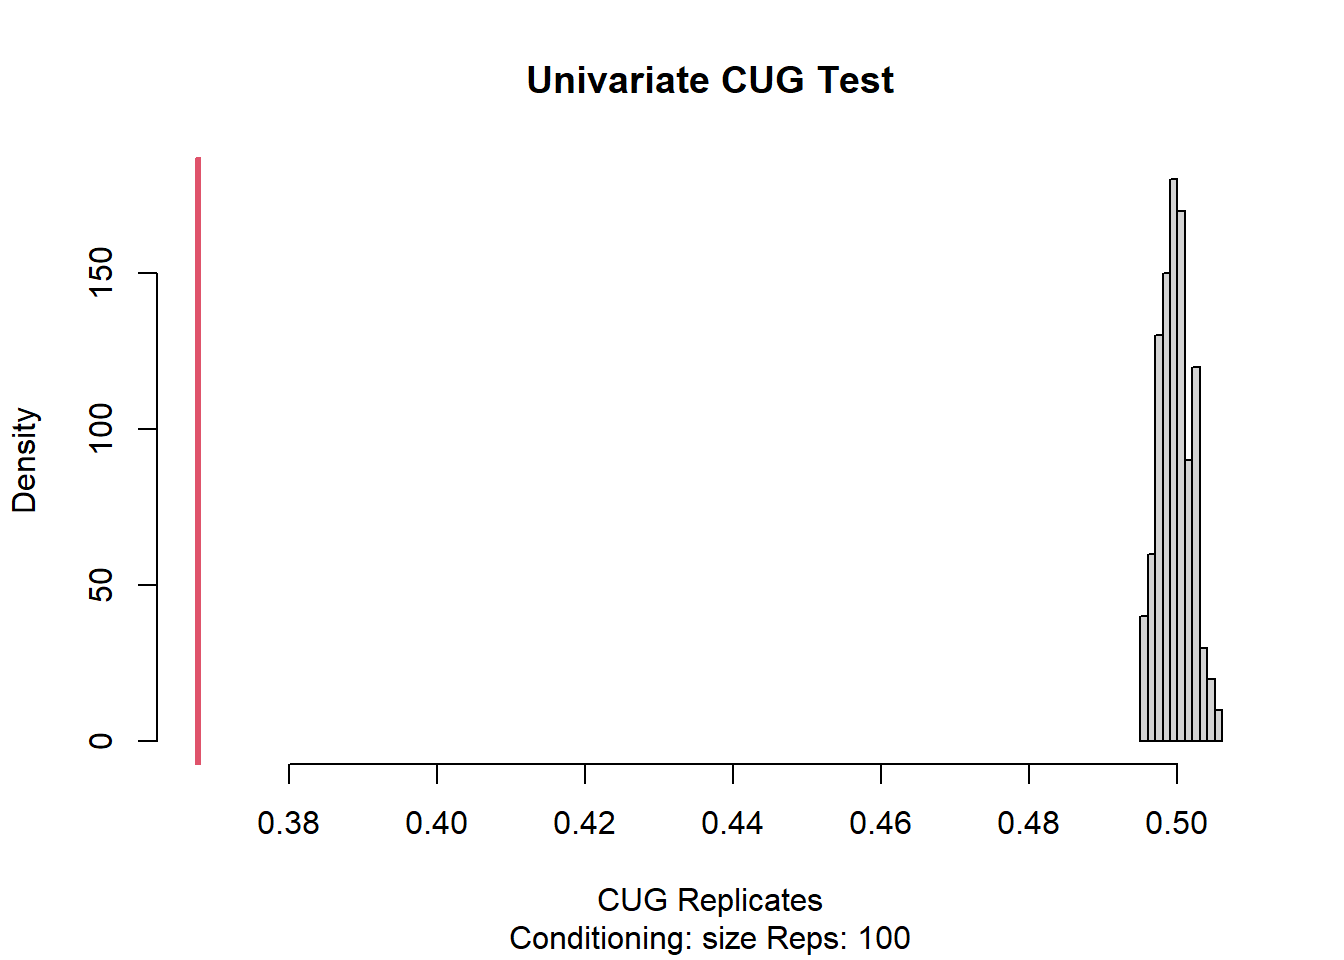 Univariate CUG Test
Density
150
100
50
0
0.38 0.40 0.42 0.44 0.46 0.48 0.50
CUG Replicates
Conditioning: size Reps: 100